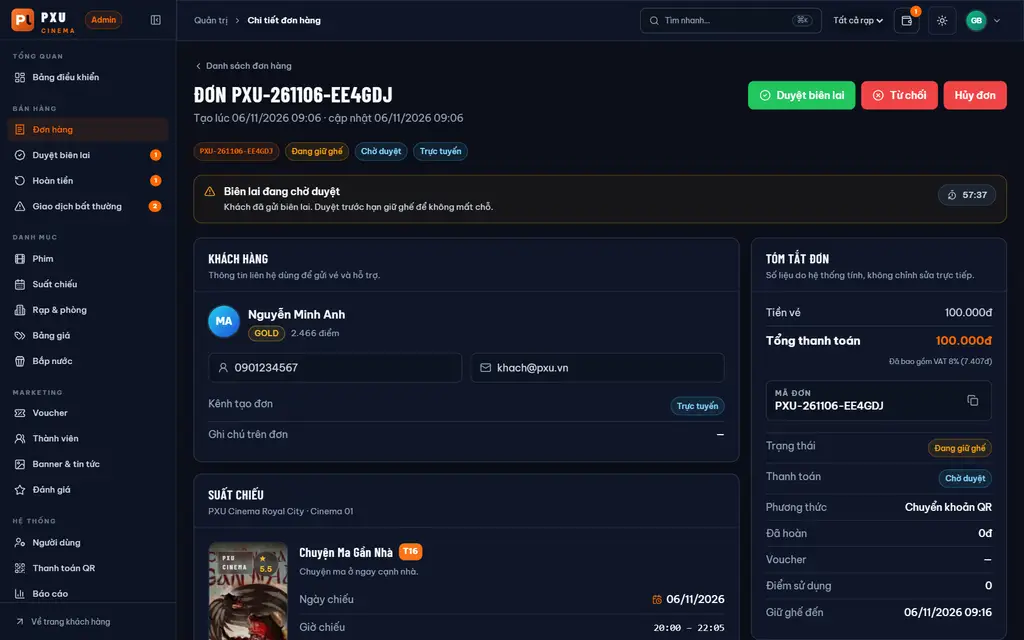 PXU
CINEMA
Admin
Quản trị > Chi tiết đơn hàng
Tìm nhanh...
⌘K
Tất cả rạp
1
GB
TỔNG QUAN
Bảng điều khiển
BÁN HÀNG
Đơn hàng
Duyệt biên lai 1
Hoàn tiền 1
Giao dịch bất thường 2
DANH MỤC
Phim
Suất chiếu
Rạp & phòng
Bảng giá
Bắp nước
MARKETING
Voucher
Thành viên
Banner & tin tức
Đánh giá
HỆ THỐNG
Người dùng
Thanh toán QR
Báo cáo
Về trang khách hàng
Danh sách đơn hàng
ĐƠN PXU-261106-EE4GDJ
Tạo lúc 06/11/2026 09:06 · cập nhật 06/11/2026 09:06
Duyệt biên lai
Từ chối
Hủy đơn
PXU-261106-EE4GDJ
Đang giữ ghế
Chờ duyệt
Trực tuyến
Biên lai đang chờ duyệt
Khách đã gửi biên lai. Duyệt trước hạn giữ ghế để không mất chỗ.
57:37
KHÁCH HÀNG
Thông tin liên hệ dùng để gửi vé và hỗ trợ.
MA
Nguyễn Minh Anh
GOLD 2.466 điểm
0901234567
khach@pxu.vn
Kênh tạo đơn Trực tuyến
Ghi chú trên đơn –
SUẤT CHIẾU
PXU Cinema Royal City · Cinema 01
PXU
CINEMA
5.5
Chuyện Ma Gần Nhà T16
Chuyện ma ở ngay cạnh nhà.
Ngày chiếu 06/11/2026
Giờ chiếu 20:00 – 22:05
TÓM TẮT ĐƠN
Số liệu do hệ thống tính, không chỉnh sửa trực tiếp.
Tiền vé 100.000đ
Tổng thanh toán 100.000đ
Đã bao gồm VAT 8% (7.407đ)
MÃ ĐƠN
PXU-261106-EE4GDJ
Trạng thái Đang giữ ghế
Thanh toán Chờ duyệt
Phương thức Chuyển khoản QR
Đã hoàn 0đ
Voucher –
Điểm sử dụng 0
Giữ ghế đến 06/11/2026 09:16